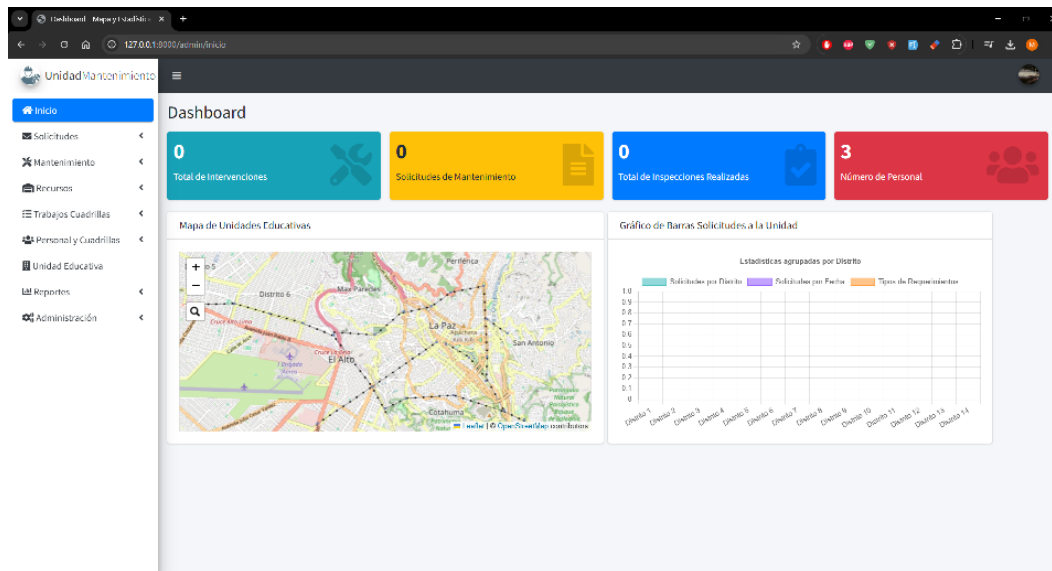 Dashboard - Mapa y Estadística
127.0.0.1:8000/admin/inicio
UnidadMantenimiento
Inicio
Solicitudes
Mantenimiento
Recursos
Trabajos Cuadrillas
Personal y Cuadrillas
Unidad Educativa
Reportes
Administración
Dashboard
0
Total de Intervenciones
0
Solicitudes de Mantenimiento
0
Total de Inspecciones Realizadas
3
Número de Personal
Mapa de Unidades Educativas
+
−
Periférica
Distrito 6
Max Paredes
La Paz
San Antonio
El Alto
Cotahuma
Leaflet | © OpenStreetMap contributors
Gráfico de Barras Solicitudes a la Unidad
Estadísticas agrupadas por Distrito
Solicitudes por Distrito
Solicitudes por Fecha
Tipos de Requerimientos
1.0
0.9
0.8
0.7
0.6
0.5
0.4
0.3
0.2
0.1
0
Distrito 1
Distrito 2
Distrito 3
Distrito 4
Distrito 5
Distrito 6
Distrito 7
Distrito 8
Distrito 9
Distrito 10
Distrito 11
Distrito 12
Distrito 13
Distrito 14